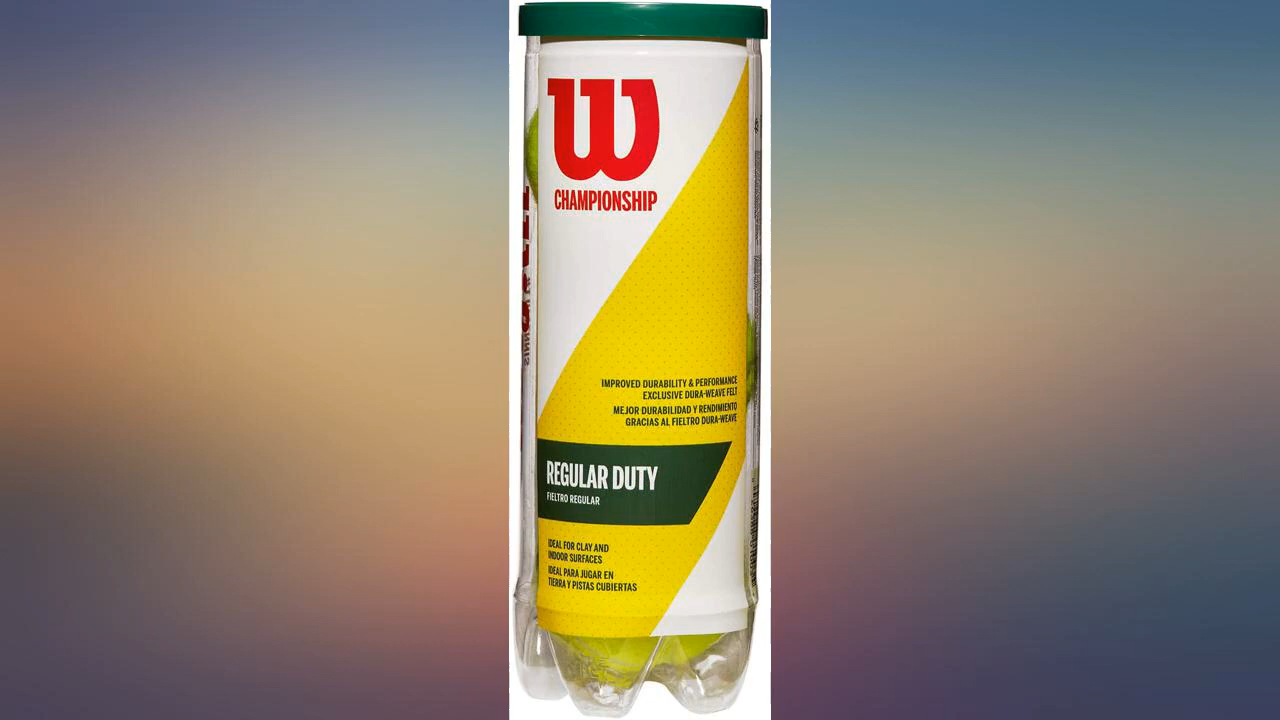 W
CHAMPIONSHIP
IMPROVED DURABILITY & PERFORMANCE
EXCLUSIVE DURA-WEAVE FELT
MEJOR DURABILIDAD Y RENDIMIENTO
GRACIAS AL FIELTRO DURA-WEAVE
REGULAR DUTY
FIELTRO REGULAR
IDEAL FOR CLAY AND
INDOOR SURFACES
IDEAL PARA JUGAR EN
TIERRA Y PISTAS CUBIERTAS